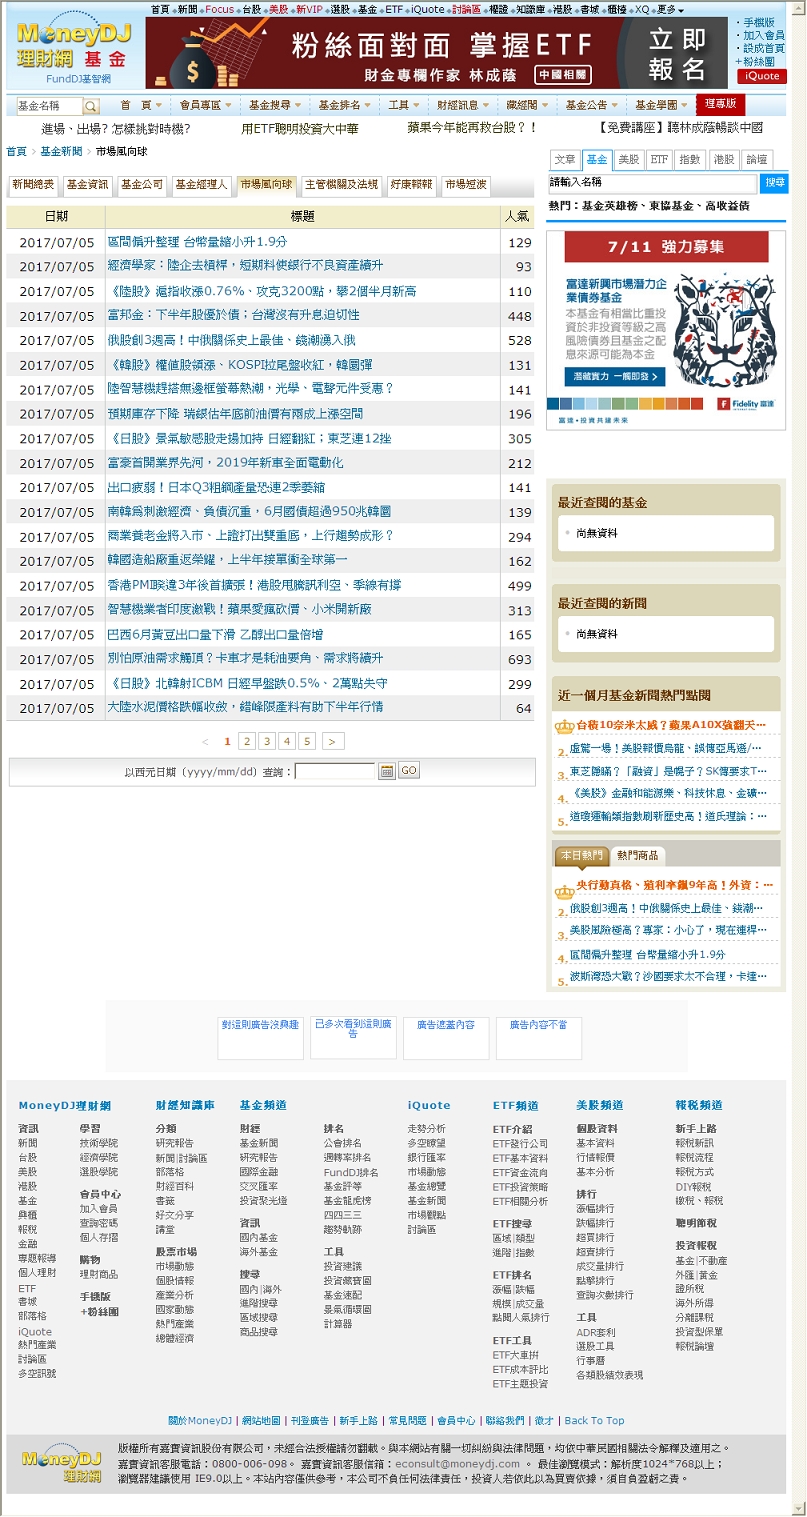 首頁 新聞 Focus 台股 美股 新VIP 選股 基金 ETF iQuote 討論區 權證 知識庫 港股 書城 櫃檯 XQ 更多
MoneyDJ
理財網 基金
FundDJ基智網
粉絲面對面 掌握ETF
財金專欄作家 林成蔭 中國相關
立即
報名
手機版
加入會員
設成首頁
+粉絲團
iQuote
基金名稱
首 頁 會員專區 基金搜尋 基金排名 工具 財經訊息 藏經閣 基金公告 基金學園 理專版
進場、出場? 怎樣挑對時機? 用ETF聰明投資大中華 蘋果今年能再救台股?! 【免費講座】聽林成蔭暢談中國
首頁 > 基金新聞 > 市場風向球
新聞總表 基金資訊 基金公司 基金經理人 市場風向球 主管機關及法規 好康報報 市場短波
日期 標題 人氣
2017/07/05 區間偏升整理 台幣量縮小升1.9分 129
2017/07/05 經濟學家：陸企去槓桿，短期料使銀行不良資產續升 93
2017/07/05 《陸股》滬指收漲0.76%、攻克3200點，攀2個半月新高 110
2017/07/05 富邦金：下半年股優於債；台灣沒有升息迫切性 448
2017/07/05 俄股創3週高！中俄關係史上最佳、錢潮湧入俄 528
2017/07/05 《韓股》權值股領漲、KOSPI拉尾盤收紅，韓圜彈 131
2017/07/05 陸智慧機趕搭無邊框螢幕熱潮，光學、電聲元件受惠？ 141
2017/07/05 預期庫存下降 瑞銀估年底前油價有兩成上漲空間 196
2017/07/05 《日股》景氣敏感股走揚加持 日經翻紅；東芝連12挫 305
2017/07/05 富豪首開業界先河，2019年新車全面電動化 212
2017/07/05 出口疲弱！日本Q3粗鋼產量恐連2季萎縮 141
2017/07/05 南韓為刺激經濟、負債沉重，6月國債超過950兆韓圜 139
2017/07/05 商業養老金將入市、上證打出雙重底，上行趨勢成形？ 294
2017/07/05 韓國造船廠重返榮耀，上半年接單衝全球第一 162
2017/07/05 香港PMI睽違3年後首擴張！港股甩騰訊利空、季線有撐 499
2017/07/05 智慧機業者印度激戰！蘋果愛瘋砍價、小米開新廠 313
2017/07/05 巴西6月黃豆出口量下滑 乙醇出口量倍增 165
2017/07/05 別怕原油需求觸頂？卡車才是耗油要角、需求將續升 693
2017/07/05 《日股》北韓射ICBM 日經早盤跌0.5%、2萬點失守 299
2017/07/05 大陸水泥價格跌幅收斂，錯峰限產料有助下半年行情 64
< 1 2 3 4 5 >
以西元日期（yyyy/mm/dd）查詢： GO
文章 基金 美股 ETF 指數 港股 論壇
請輸入名稱 搜尋
熱門：基金英雄榜、東協基金、高收益債
7/11 強力募集
富達新興市場潛力企
業債券基金
本基金有相當比重投
資於非投資等級之高
風險債券且基金之配
息來源可能為本金
潛藏實力 一觸即發 >
Fidelity 富達
INTERNATIONAL
富達•投資共建未來
最近查閱的基金
尚無資料
最近查閱的新聞
尚無資料
近一個月基金新聞熱門點閱
台積10奈米太威？蘋果A10X強翻天…
2. 虛驚一場！美股報價烏龍、誤傳亞馬遜/…
3. 東芝隱瞞？「融資」是幌子？SK傳要求T…
4. 《美股》金融和能源樂、科技休息、金礦…
5. 道瓊運輸類指數刷新歷史高！道氏理論：…
本日熱門 熱門商品
央行動真格、殖利率飆9年高！外資：…
2. 俄股創3週高！中俄關係史上最佳、錢潮…
3. 美股風險極高？專家：小心了，現在連桿…
4. 區間偏升整理 台幣量縮小升1.9分
5. 波斯灣恐大戰？沙國要求太不合理，卡達…
對這則廣告沒興趣 已多次看到這則廣告 廣告遮蓋內容 廣告內容不當
MoneyDJ理財網
資訊
新聞
台股
美股
港股
基金
興櫃
報稅
金融
專題報導
個人理財
ETF
書城
部落格
iQuote
熱門產業
討論區
多空訊號
學習
技術學院
經濟學院
選股學院
會員中心
加入會員
查詢密碼
個人存摺
購物
理財商品
手機版
+粉絲團
財經知識庫
分類
研究報告
新聞|討論區
部落格
財經百科
書籤
好文分享
講堂
股票市場
市場動態
個股情報
產業分析
國家動態
熱門產業
總體經濟
基金頻道
財經
基金新聞
研究報告
國際金融
交叉匯率
投資聚光燈
資訊
國內基金
海外基金
搜尋
國內|海外
進階搜尋
區域搜尋
商品搜尋
排名
公會排名
週轉率排名
FundDJ排名
基金評等
基金龍虎榜
四四三三
趨勢軌跡
工具
投資建議
投資藏寶圖
基金速配
景氣循環圖
計算器
iQuote
走勢分析
多空瞭望
銀行匯率
市場動態
基金總覽
基金新聞
市場觀點
討論區
ETF頻道
ETF介紹
ETF發行公司
ETF基本資料
ETF資金流向
ETF投資策略
ETF相關分析
ETF搜尋
區域|類型
進階|指數
ETF排名
漲幅|跌幅
規模|成交量
點閱人氣排行
ETF工具
ETF大車拚
ETF成本評比
ETF主題投資
美股頻道
個股資料
基本資料
行情報價
基本分析
排行
漲幅排行
跌幅排行
超買排行
超賣排行
成交量排行
點擊排行
查詢次數排行
工具
ADR套利
選股工具
行事曆
各類股績效表現
報稅頻道
新手上路
報稅新訊
報稅流程
報稅方式
DIY報稅
繳稅、報稅
聰明節稅
投資報稅
基金|不動產
外匯|黃金
證所稅
海外所得
分離課稅
投資型保單
報稅論壇
關於MoneyDJ | 網站地圖 | 刊登廣告 | 新手上路 | 常見問題 | 會員中心 | 聯絡我們 | 徵才 | Back To Top
MoneyDJ
理財網
版權所有嘉實資訊股份有限公司，未經合法授權請勿翻載。與本網站有關一切糾紛與法律問題，均依中華民國相關法令解釋及適用之。
嘉實資訊客服電話：0800-006-098。 嘉實資訊客服信箱：econsult@moneydj.com 。 最佳瀏覽模式：解析度1024*768以上；
瀏覽器建議使用 IE9.0以上。本站內容僅供參考，本公司不負任何法律責任，投資人若依此以為買賣依據，須自負盈虧之責。